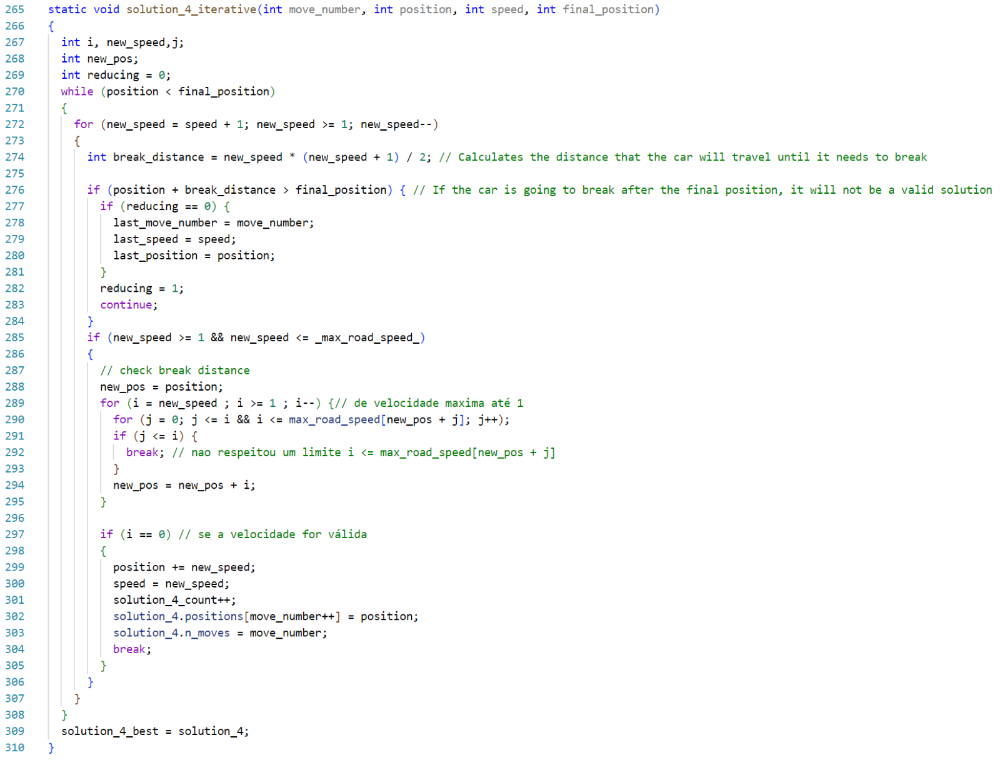 265 static void solution_4_iterative(int move_number, int position, int speed, int final_position)
266 {
267   int i, new_speed,j;
268   int new_pos;
269   int reducing = 0;
270   while (position < final_position)
271   {
272     for (new_speed = speed + 1; new_speed >= 1; new_speed--)
273     {
274       int break_distance = new_speed * (new_speed + 1) / 2; // Calculates the distance that the car will travel until it needs to break
275
276       if (position + break_distance > final_position) { // If the car is going to break after the final position, it will not be a valid solution
277         if (reducing == 0) {
278           last_move_number = move_number;
279           last_speed = speed;
280           last_position = position;
281         }
282         reducing = 1;
283         continue;
284       }
285       if (new_speed >= 1 && new_speed <= _max_road_speed_)
286       {
287         // check break distance
288         new_pos = position;
289         for (i = new_speed ; i >= 1 ; i--) {// de velocidade maxima até 1
290           for (j = 0; j <= i && i <= max_road_speed[new_pos + j]; j++);
291           if (j <= i) {
292             break; // nao respeitou um limite i <= max_road_speed[new_pos + j]
293           }
294           new_pos = new_pos + i;
295         }
296
297         if (i == 0) // se a velocidade for válida
298         {
299           position += new_speed;
300           speed = new_speed;
301           solution_4_count++;
302           solution_4.positions[move_number++] = position;
303           solution_4.n_moves = move_number;
304           break;
305         }
306       }
307     }
308   }
309   solution_4_best = solution_4;
310 }